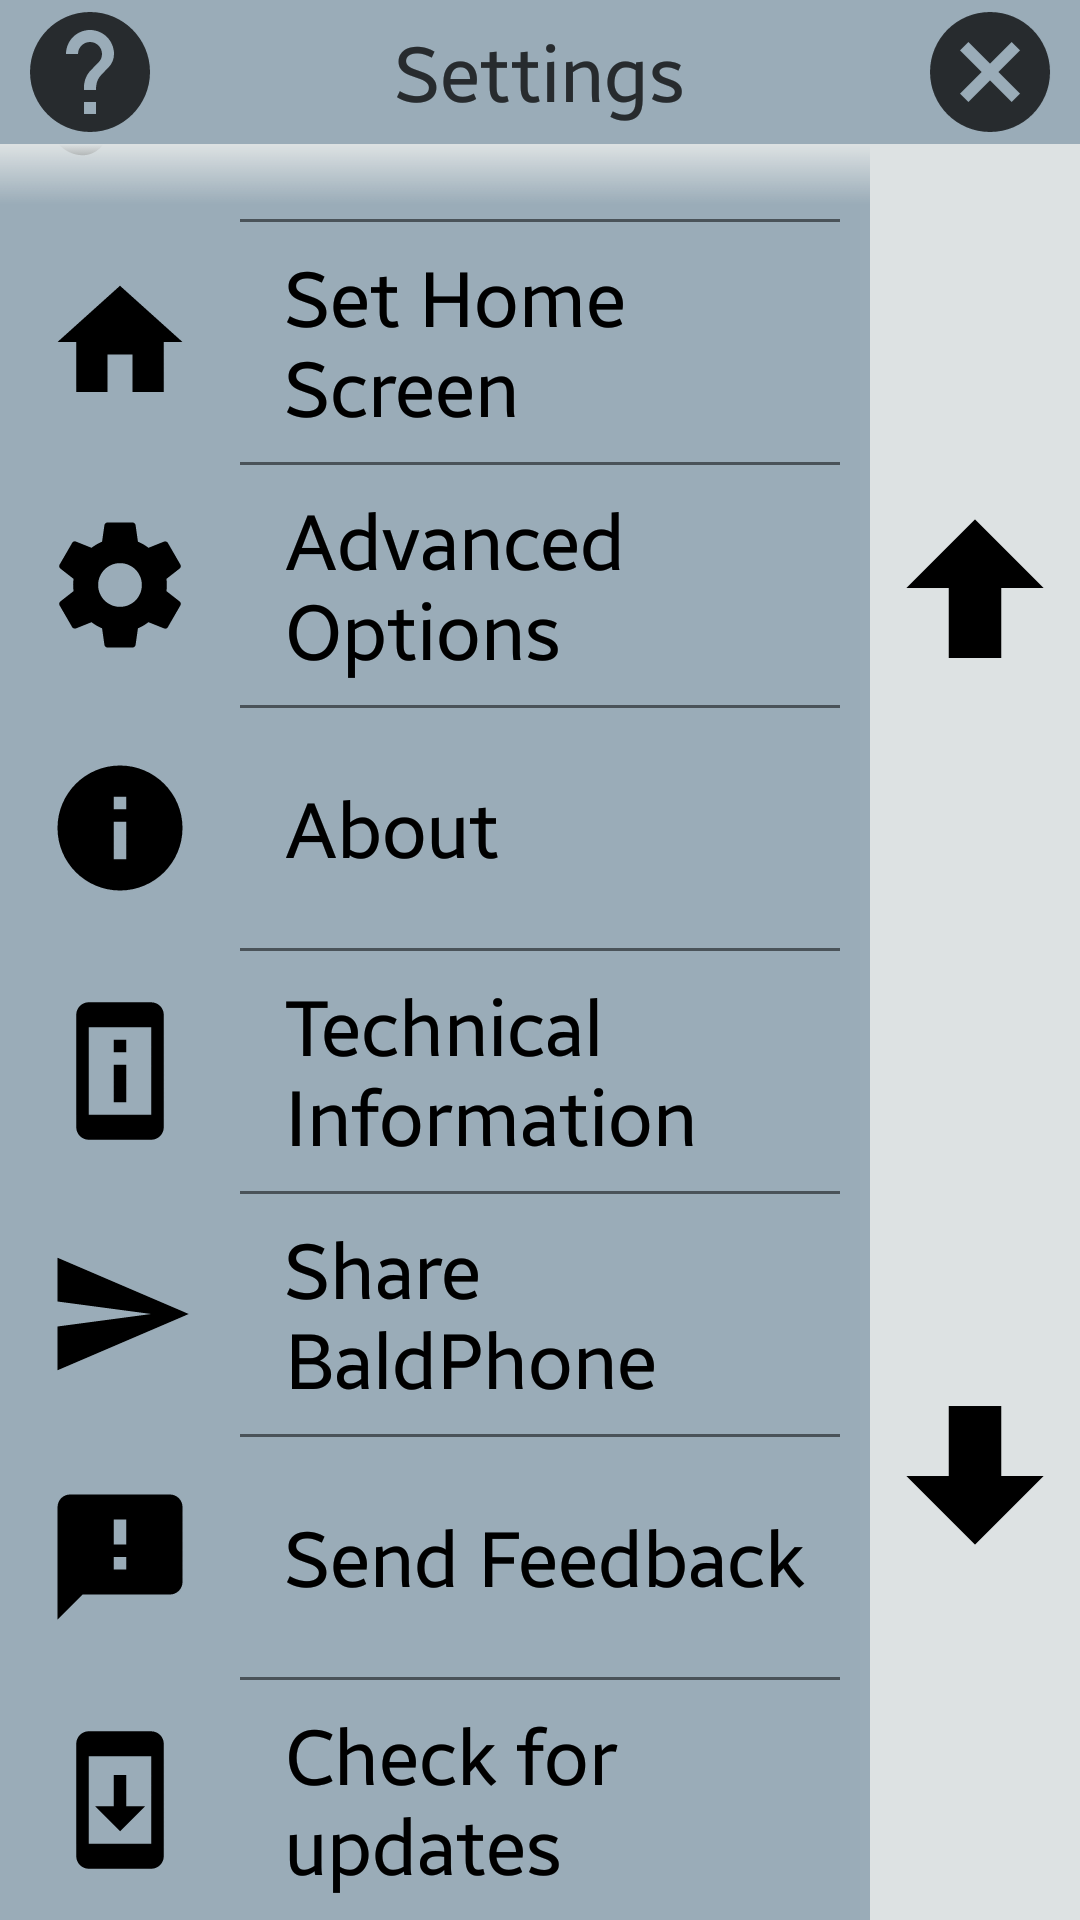 Settings
Set Home
Screen
Advanced
Options
About
Technical
Information
Share
BaldPhone
Send Feedback
Check for
updates